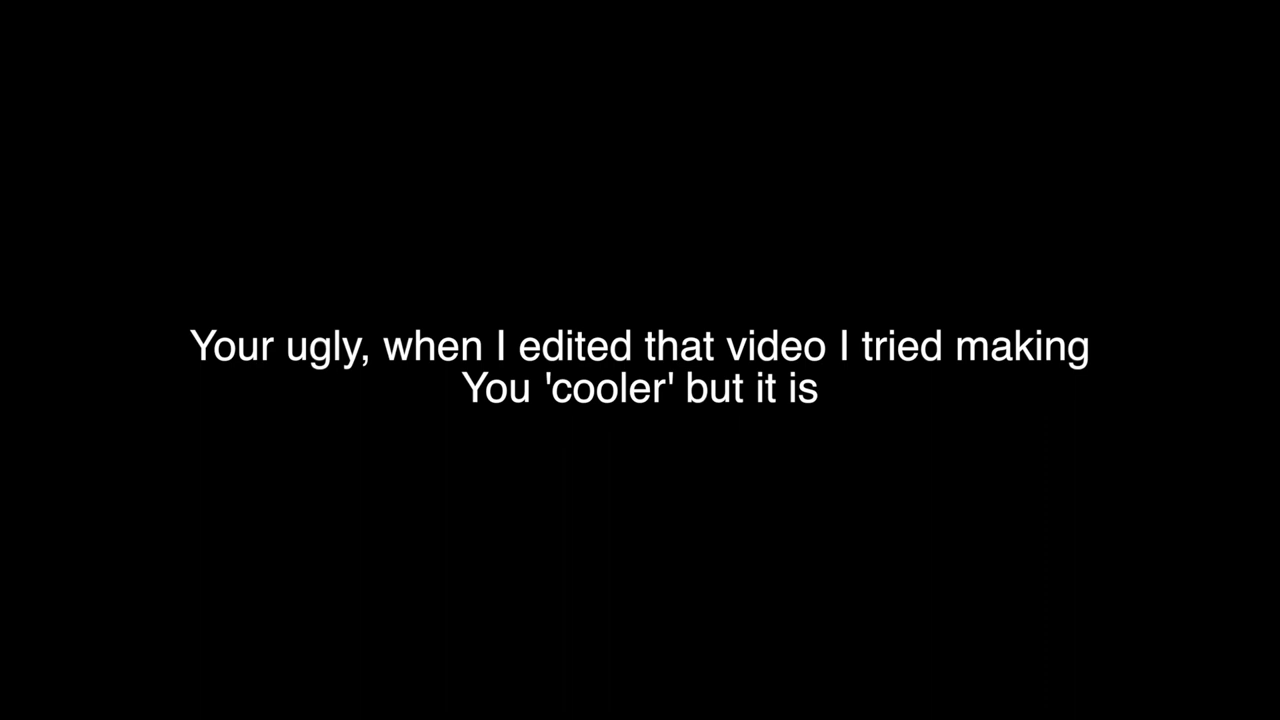 Your ugly, when I edited that video I tried making
You 'cooler' but it is